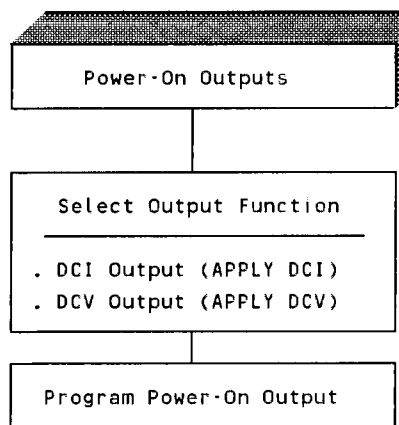 Power-On Outputs
Select Output Function
. DCI Output (APPLY DCI)
. DCV Output (APPLY DCV)
Program Power-On Output